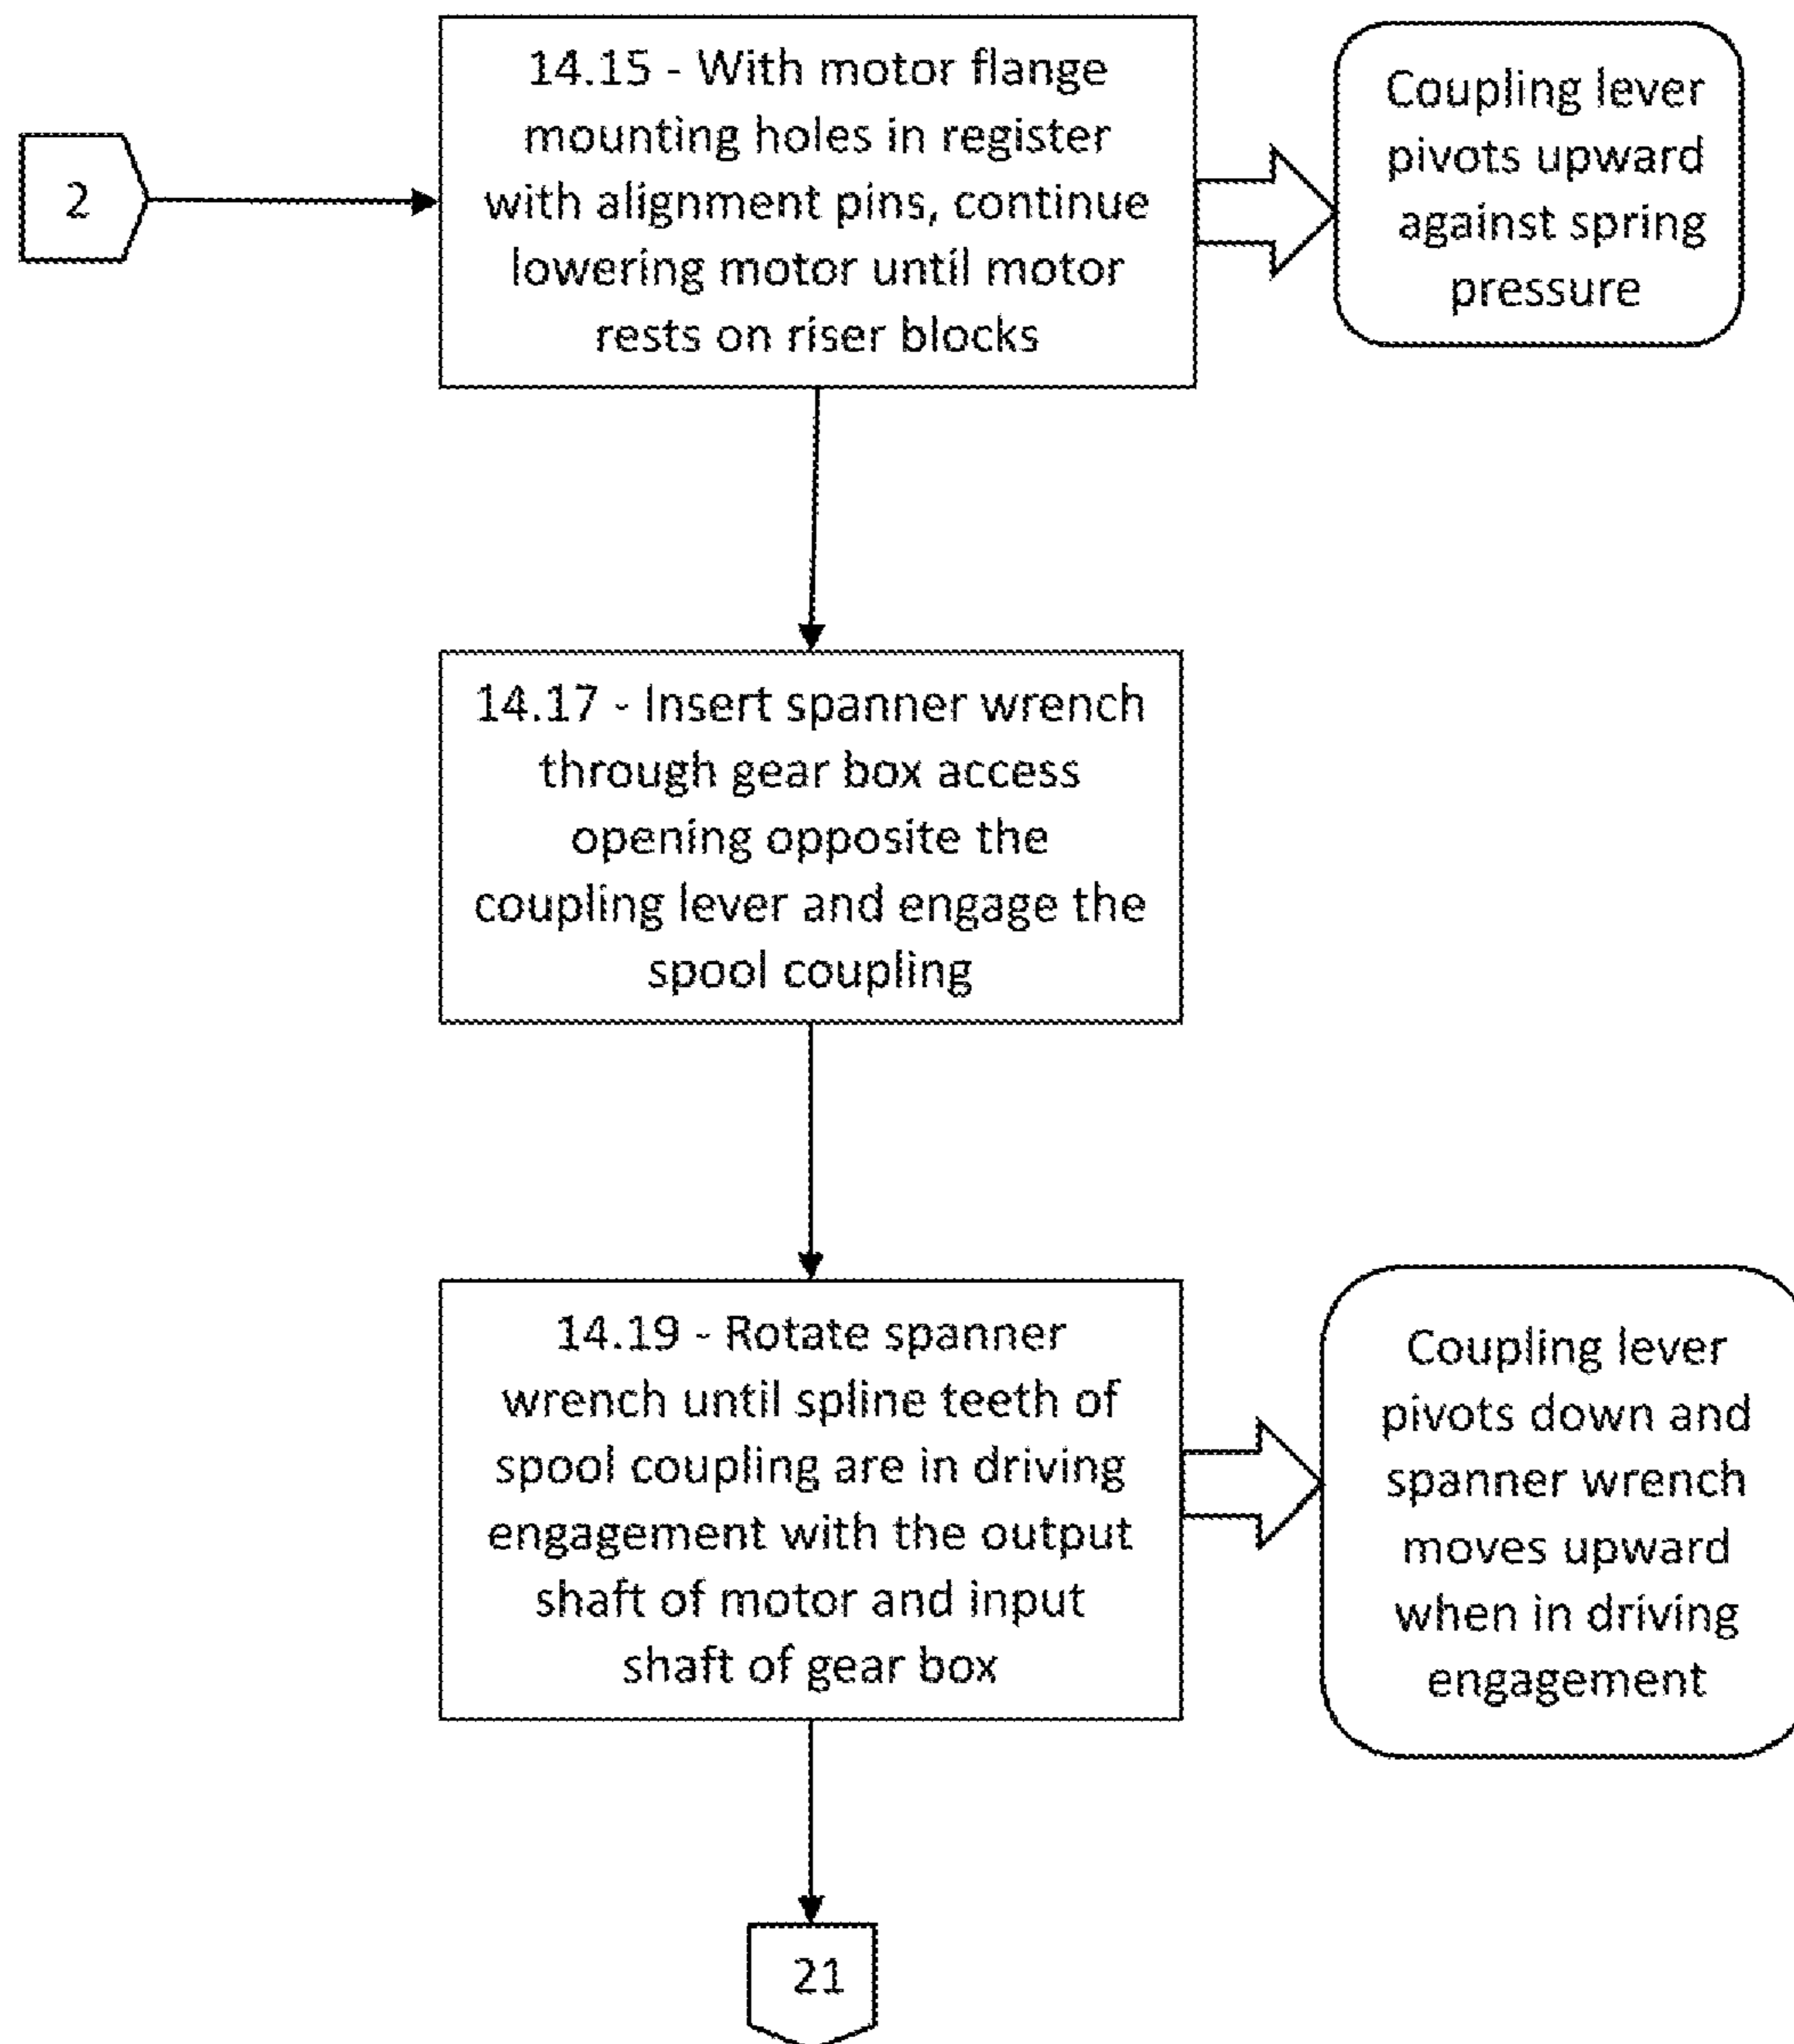 2
14.15 - With motor flange
mounting holes in register
with alignment pins, continue
lowering motor until motor
rests on riser blocks
Coupling lever
pivots upward
against spring
pressure
14.17 - Insert spanner wrench
through gear box access
opening opposite the
coupling lever and engage the
spool coupling
14.19 - Rotate spanner
wrench until spline teeth of
spool coupling are in driving
engagement with the output
shaft of motor and input
shaft of gear box
Coupling lever
pivots down and
spanner wrench
moves upward
when in driving
engagement
21